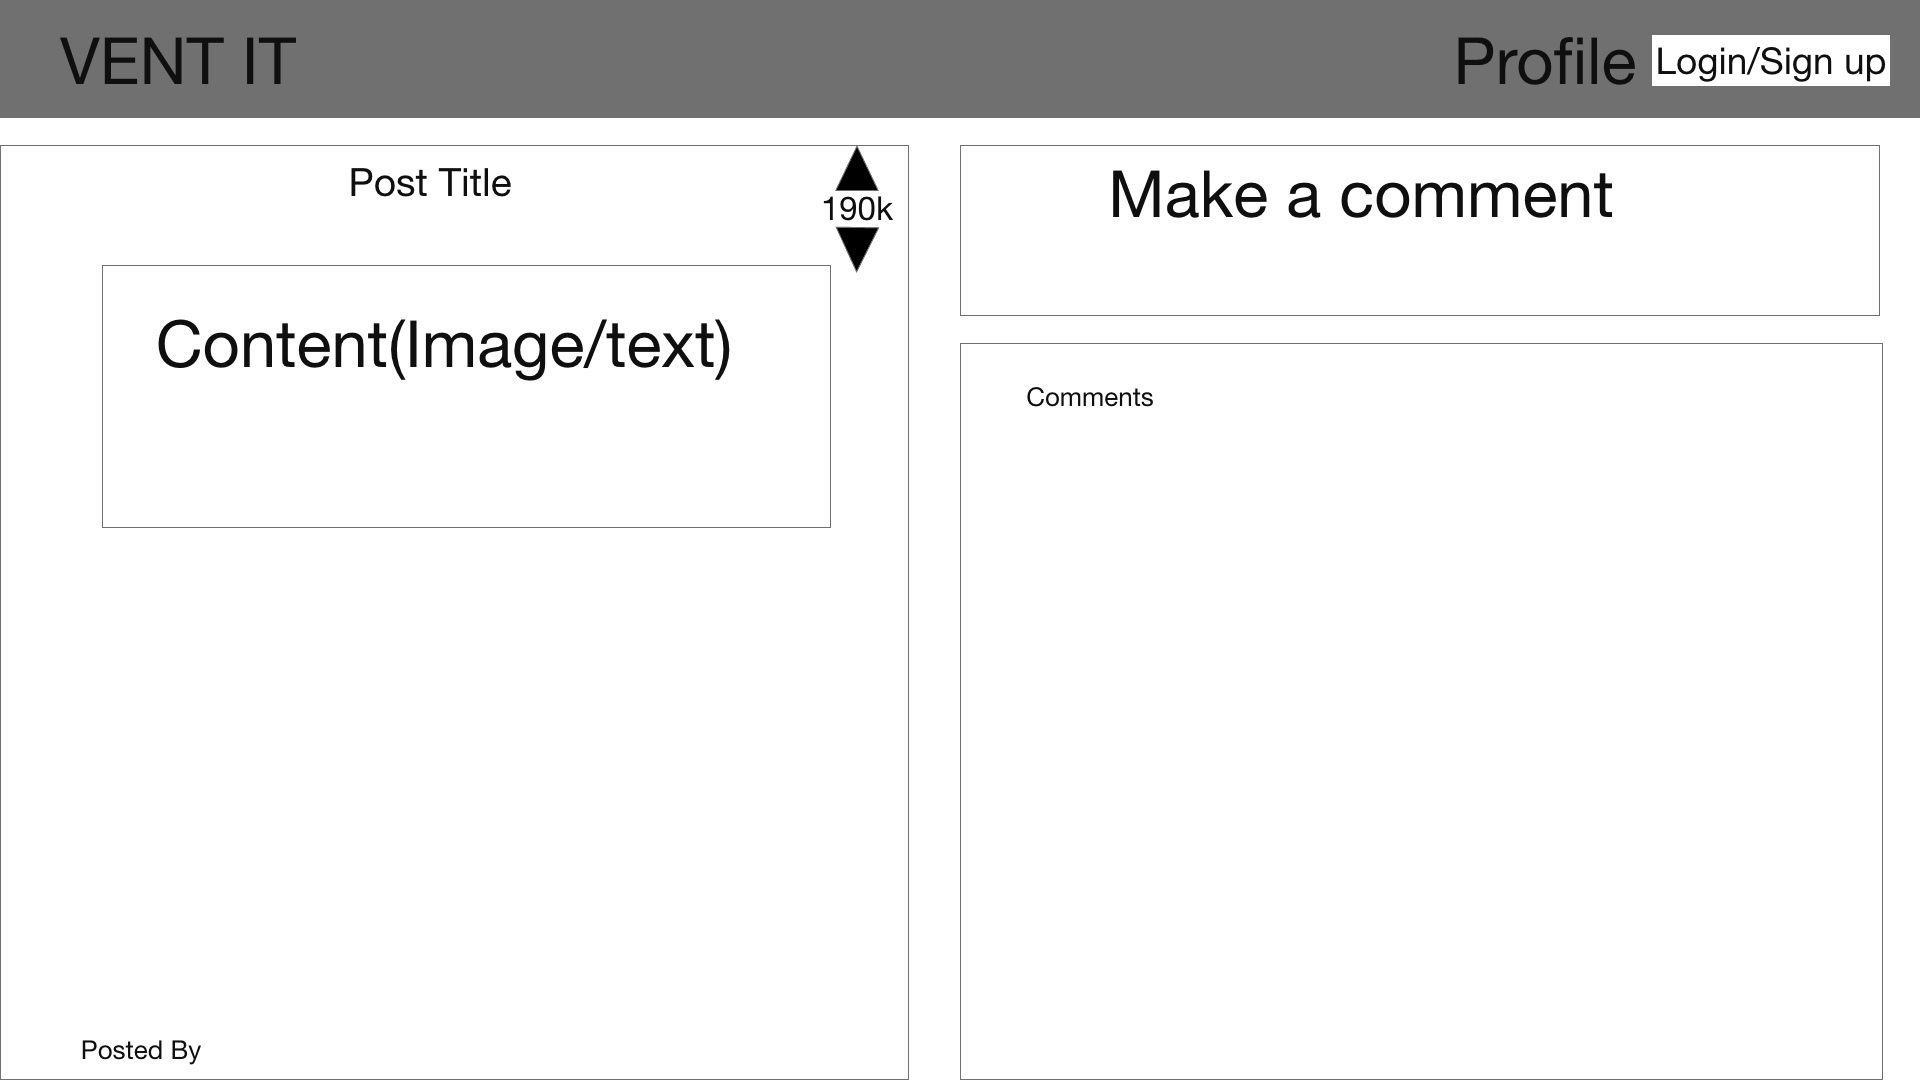 VENT IT
Profile
Login/Sign up
Post Title
190k
Content(Image/text)
Posted By
Make a comment
Comments